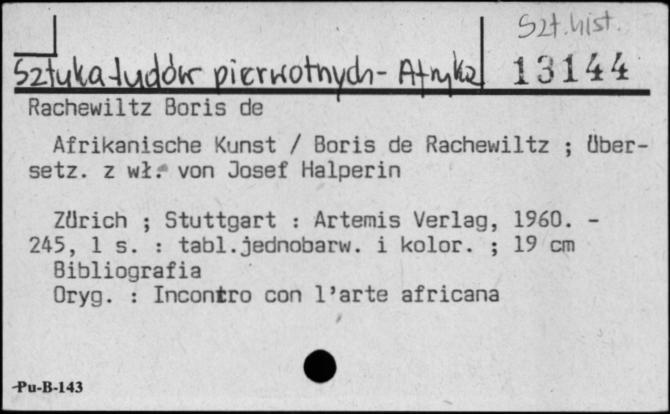 Szt. hist.
Sztuka ludów pierwotnych - Afryka
13144
Rachewiltz Boris de
Afrikanische Kunst / Boris de Rachewiltz ; Über-
setz. z wł. von Josef Halperin
Zürich ; Stuttgart : Artemis Verlag, 1960. -
245, 1 s. : tabl.jednobarw. i kolor. ; 19 cm
Bibliografia
Oryg. : Incontro con l'arte africana
Pu-B-143